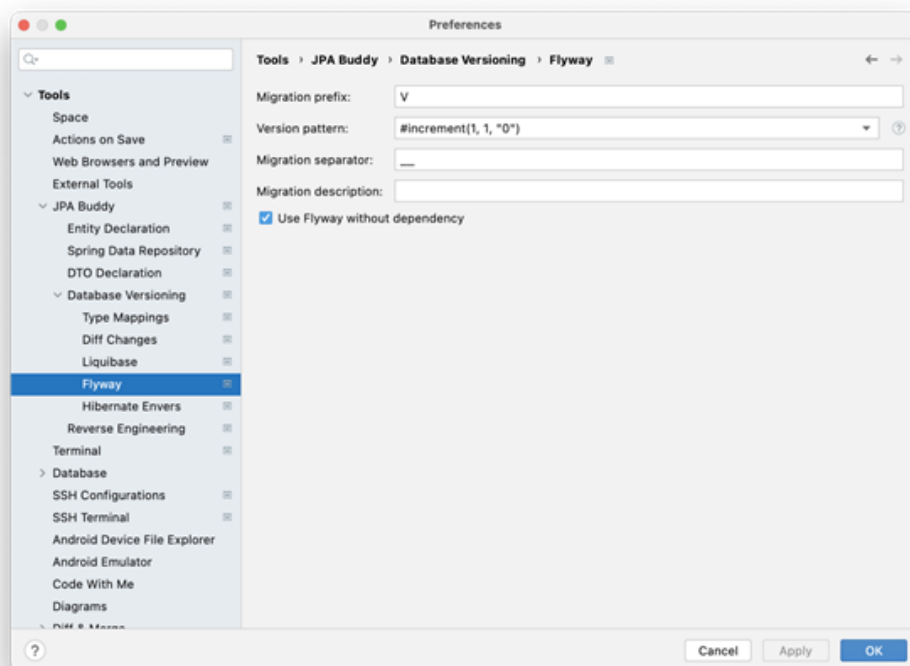 Preferences
Tools › JPA Buddy › Database Versioning › Flyway
Tools
Space
Actions on Save
Web Browsers and Preview
External Tools
JPA Buddy
Entity Declaration
Spring Data Repository
DTO Declaration
Database Versioning
Type Mappings
Diff Changes
Liquibase
Flyway
Hibernate Envers
Reverse Engineering
Terminal
Database
SSH Configurations
SSH Terminal
Android Device File Explorer
Android Emulator
Code With Me
Diagrams
Diff & Merge
Migration prefix: V
Version pattern: #increment(1, 1, "0") ?
Migration separator: __
Migration description:
Use Flyway without dependency
? Cancel Apply OK